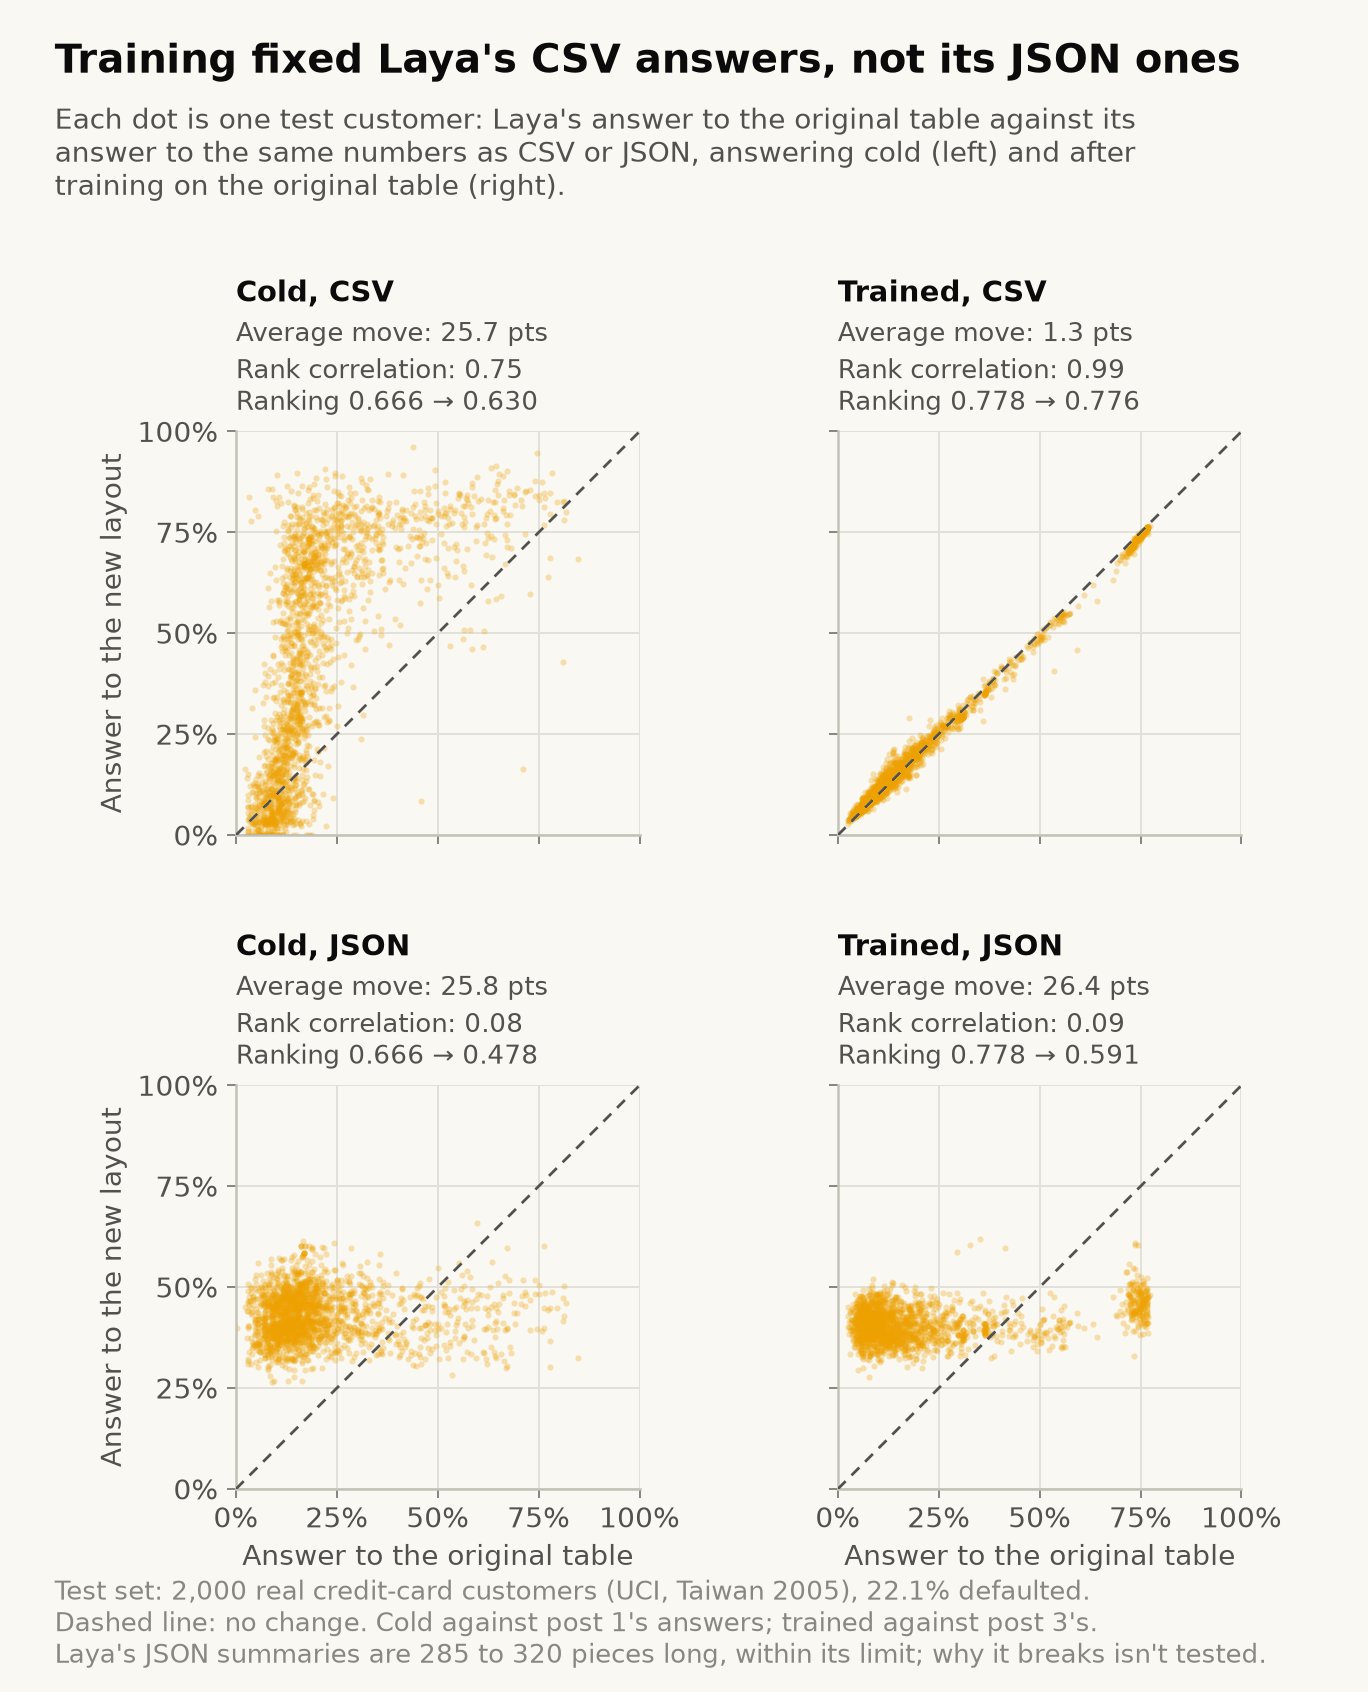 Training fixed Laya's CSV answers, not its JSON ones
Each dot is one test customer: Laya's answer to the original table against its
answer to the same numbers as CSV or JSON, answering cold (left) and after
training on the original table (right).
Cold, CSV
Average move: 25.7 pts
Rank correlation: 0.75
Ranking 0.666 → 0.630
100%
75%
50%
25%
0%
Answer to the new layout
Trained, CSV
Average move: 1.3 pts
Rank correlation: 0.99
Ranking 0.778 → 0.776
Cold, JSON
Average move: 25.8 pts
Rank correlation: 0.08
Ranking 0.666 → 0.478
100%
75%
50%
25%
0%
Answer to the new layout
0% 25% 50% 75% 100%
Answer to the original table
Trained, JSON
Average move: 26.4 pts
Rank correlation: 0.09
Ranking 0.778 → 0.591
0% 25% 50% 75% 100%
Answer to the original table
Test set: 2,000 real credit-card customers (UCI, Taiwan 2005), 22.1% defaulted.
Dashed line: no change. Cold against post 1's answers; trained against post 3's.
Laya's JSON summaries are 285 to 320 pieces long, within its limit; why it breaks isn't tested.